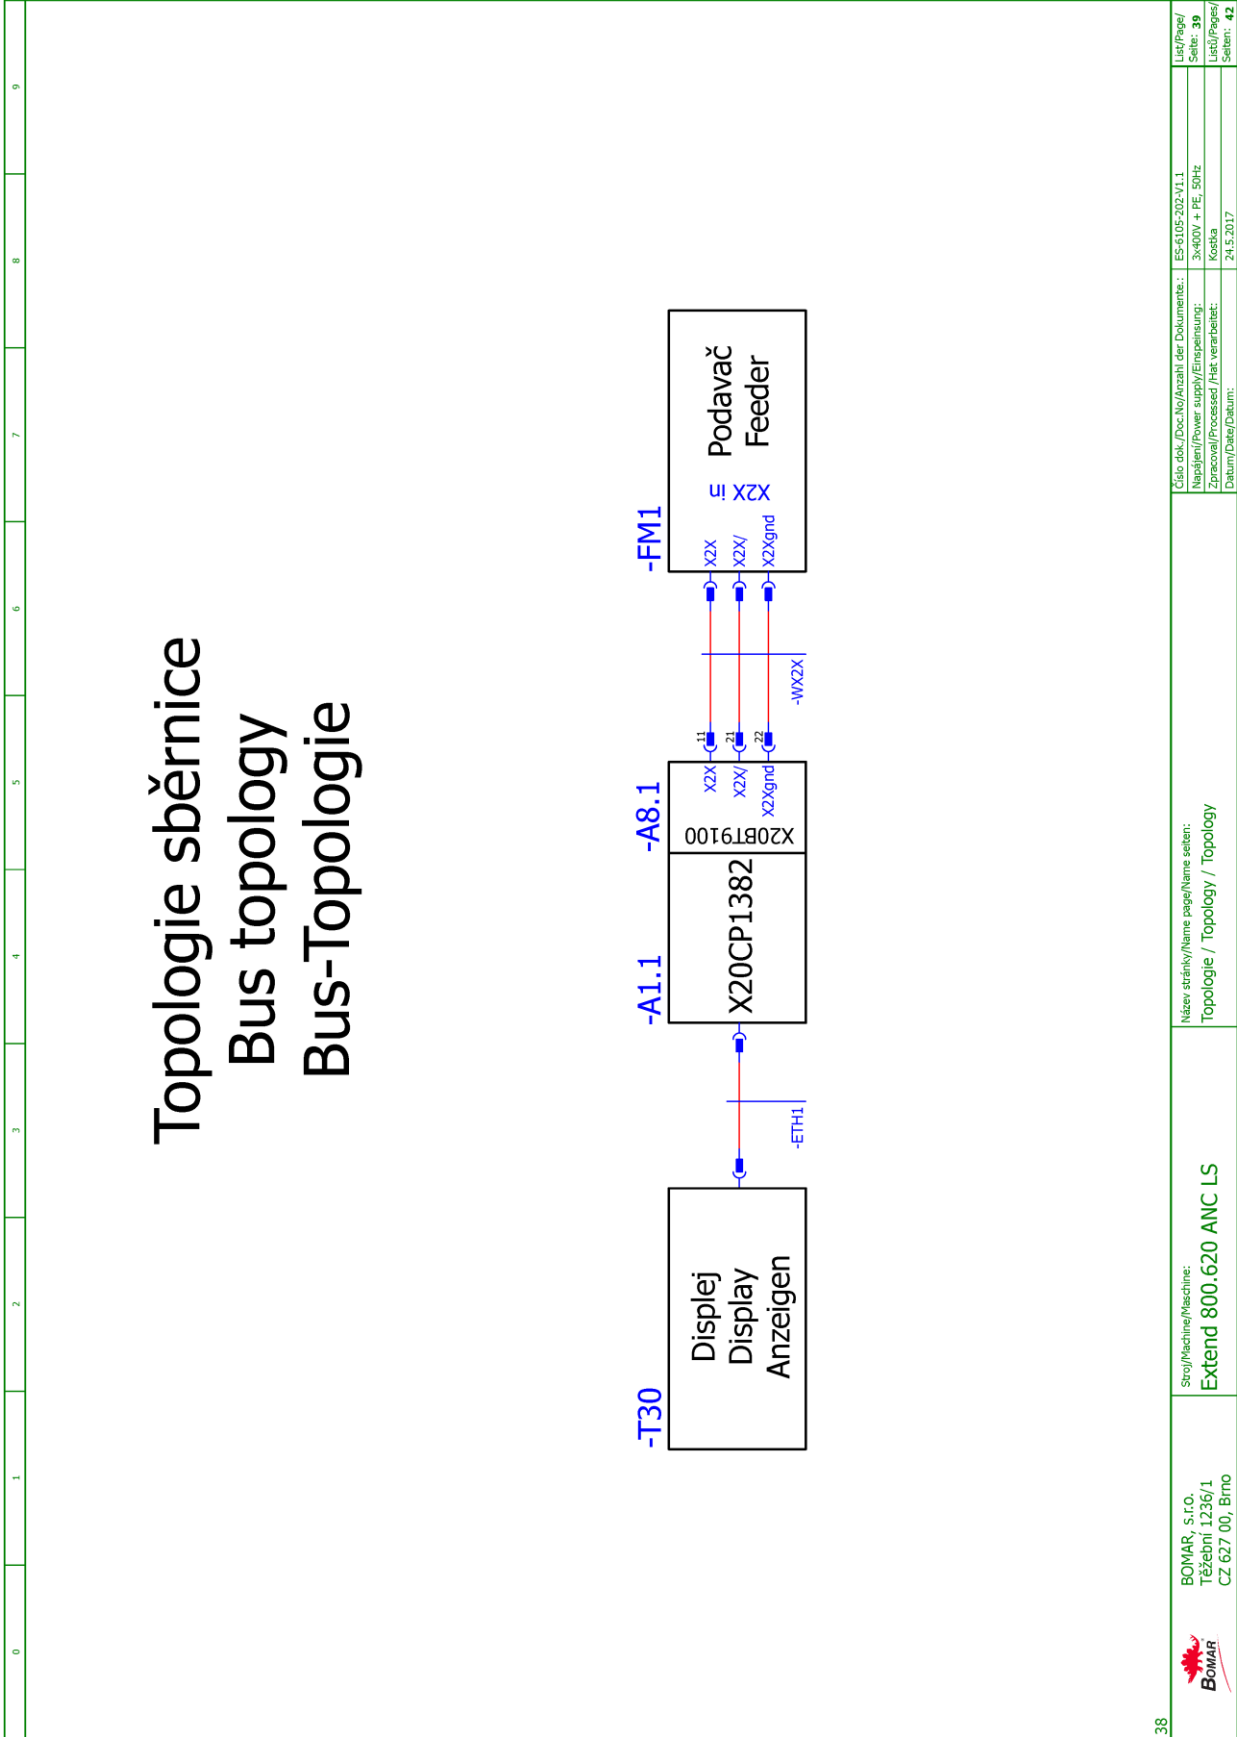 0 1 2 3 4 5 6 7 8 9
Topologie sběrnice
Bus topology
Bus-Topologie
-T30
Displej
Display
Anzeigen
-ETH1
-A1.1
X20CP1382
-A8.1
X20BT9100
X2X
X2X/
X2Xgnd
11
21
22
-WX2X
-FM1
X2X
X2X/
X2Xgnd
X2X in
Podavač
Feeder
38
BOMAR
BOMAR, s.r.o.
Těžební 1236/1
CZ 627 00, Brno
Stroj/Machine/Maschine:
Extend 800.620 ANC LS
Název stránky/Name page/Name seiten:
Topologie / Topology / Topology
Číslo dok./Doc.No/Anzahl der Dokumente.: ES-6105-202-V1.1
Napájení/Power supply/Einspeinsung: 3x400V + PE, 50Hz
Zpracoval/Processed /Hat verarbeitet: Kostka
Datum/Date/Datum: 24.5.2017
List/Page/
Seite: 39
Listů/Pages/
Seiten: 42